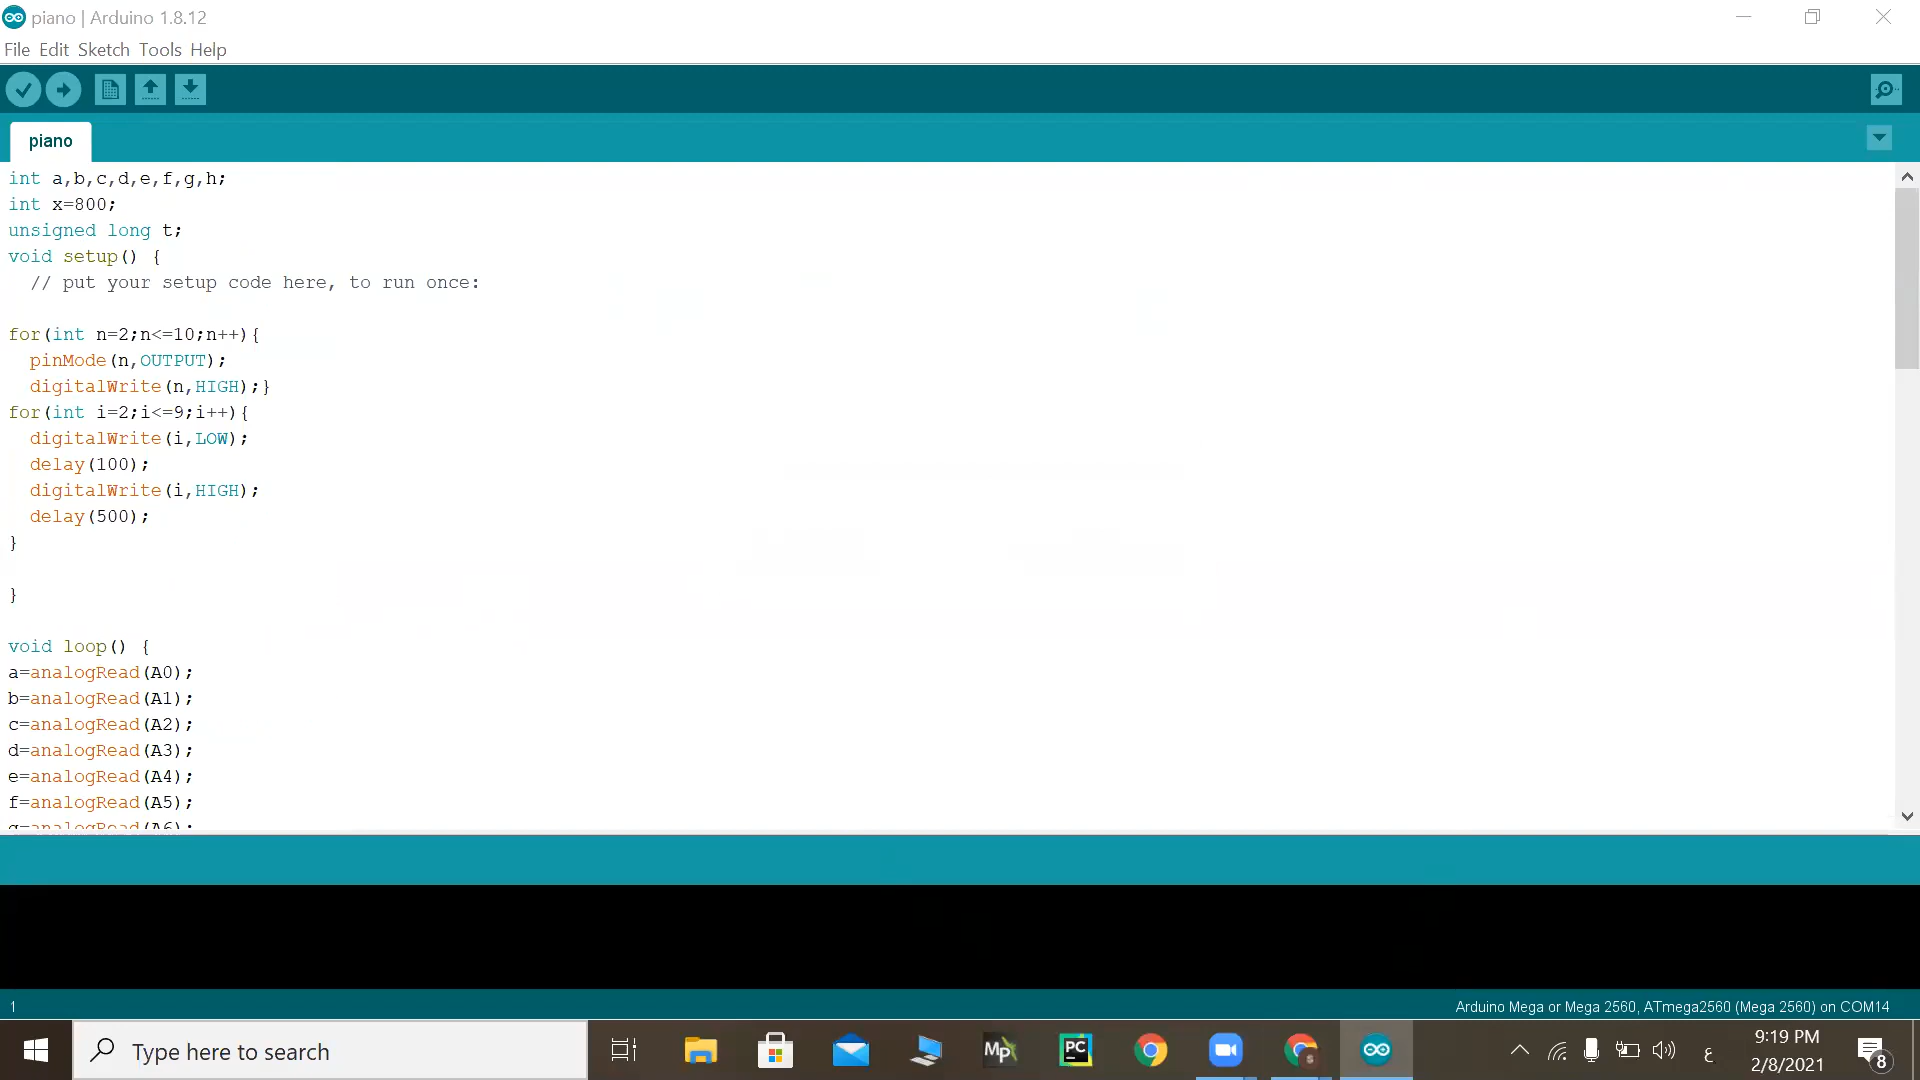 piano | Arduino 1.8.12
File Edit Sketch Tools Help
piano
int a,b,c,d,e,f,g,h;
int x=800;
unsigned long t;
void setup() {
  // put your setup code here, to run once:
for(int n=2;n<=10;n++){
  pinMode(n,OUTPUT);
  digitalWrite(n,HIGH);}
for(int i=2;i<=9;i++){
  digitalWrite(i,LOW);
  delay(100);
  digitalWrite(i,HIGH);
  delay(500);
}
}
void loop() {
a=analogRead(A0);
b=analogRead(A1);
c=analogRead(A2);
d=analogRead(A3);
e=analogRead(A4);
f=analogRead(A5);
g=analogRead(A6);
1
Arduino Mega or Mega 2560, ATmega2560 (Mega 2560) on COM14
Type here to search
Mp
PC
ع
9:19 PM
2/8/2021
8